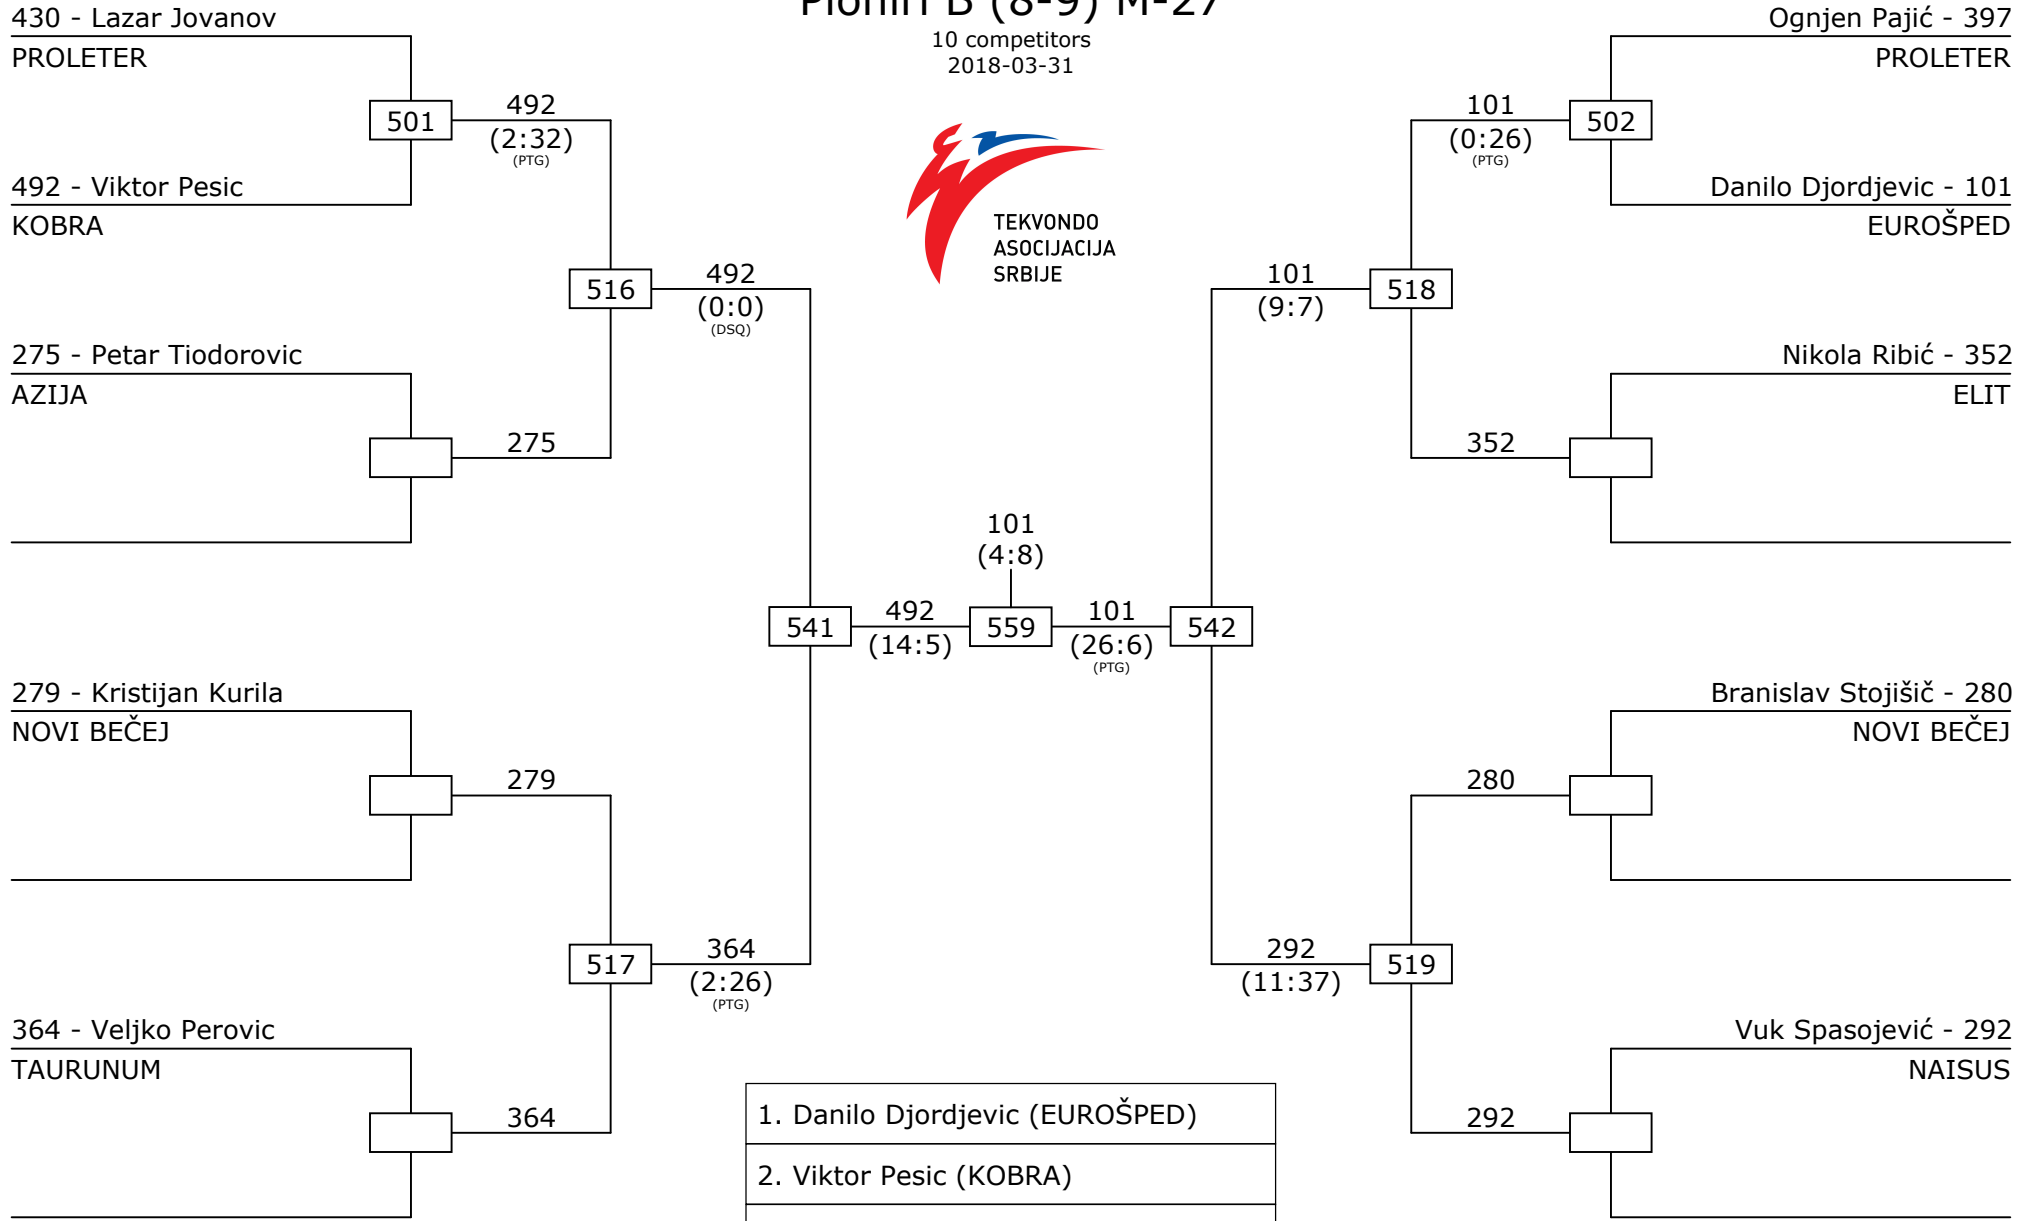 Pioniri B (8-9) M-27
10 competitors
2018-03-31
TEKVONDO
ASOCIJACIJA
SRBIJE
430 - Lazar Jovanov
PROLETER
501
492
(2:32)
(PTG)
492 - Viktor Pesic
KOBRA
516
492
(0:0)
(DSQ)
275 - Petar Tiodorovic
AZIJA
275
279 - Kristijan Kurila
NOVI BEČEJ
279
517
364
(2:26)
(PTG)
364 - Veljko Perovic
TAURUNUM
364
541
492
(14:5)
101
(4:8)
559
101
(26:6)
(PTG)
542
Ognjen Pajić - 397
PROLETER
101
(0:26)
(PTG)
502
Danilo Djordjevic - 101
EUROŠPED
101
(9:7)
518
Nikola Ribić - 352
ELIT
352
Branislav Stojišič - 280
NOVI BEČEJ
280
292
(11:37)
519
Vuk Spasojević - 292
NAISUS
292
1. Danilo Djordjevic (EUROŠPED)
2. Viktor Pesic (KOBRA)